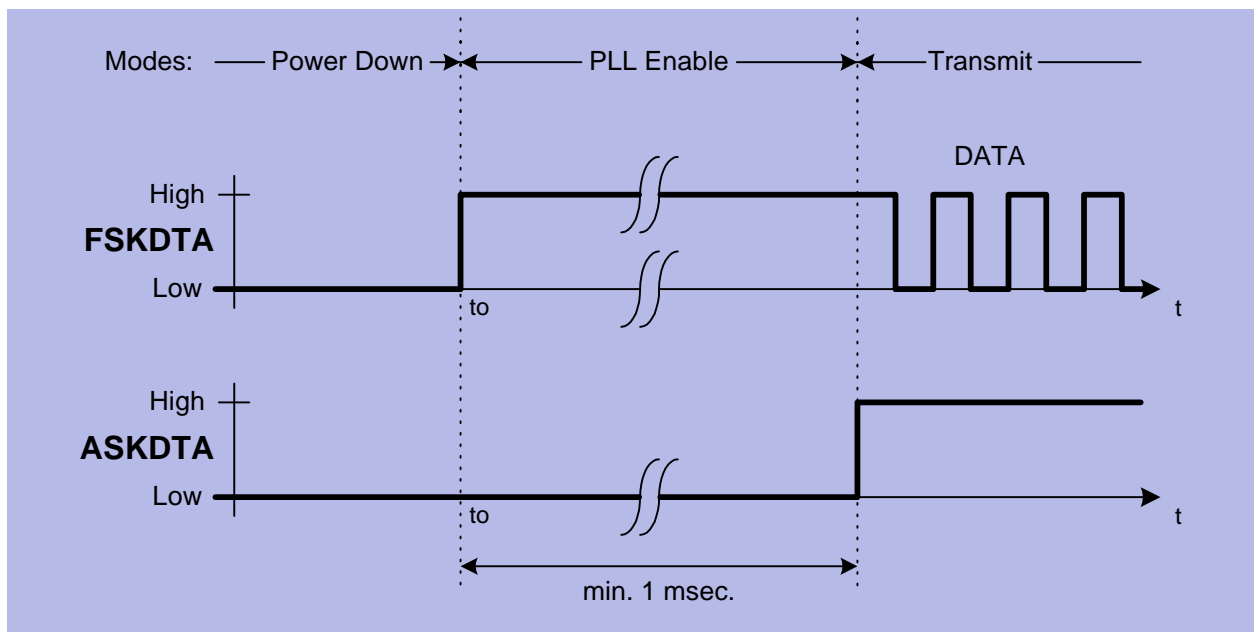 Modes: Power Down PLL Enable Transmit
DATA
High
FSKDTA
Low
to
t
High
ASKDTA
Low
to
t
min. 1 msec.